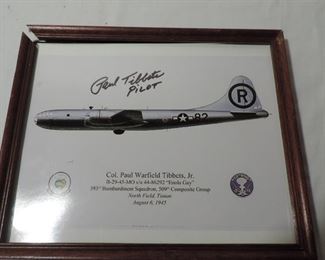 Paul Tibbets
PILOT
R
82
Col. Paul Warfield Tibbets, Jr.
B-29-45-MO s/n 44-86292 "Enola Gay"
393rd Bombardment Squadron, 509th Composite Group
North Field, Tinian
August 6, 1945